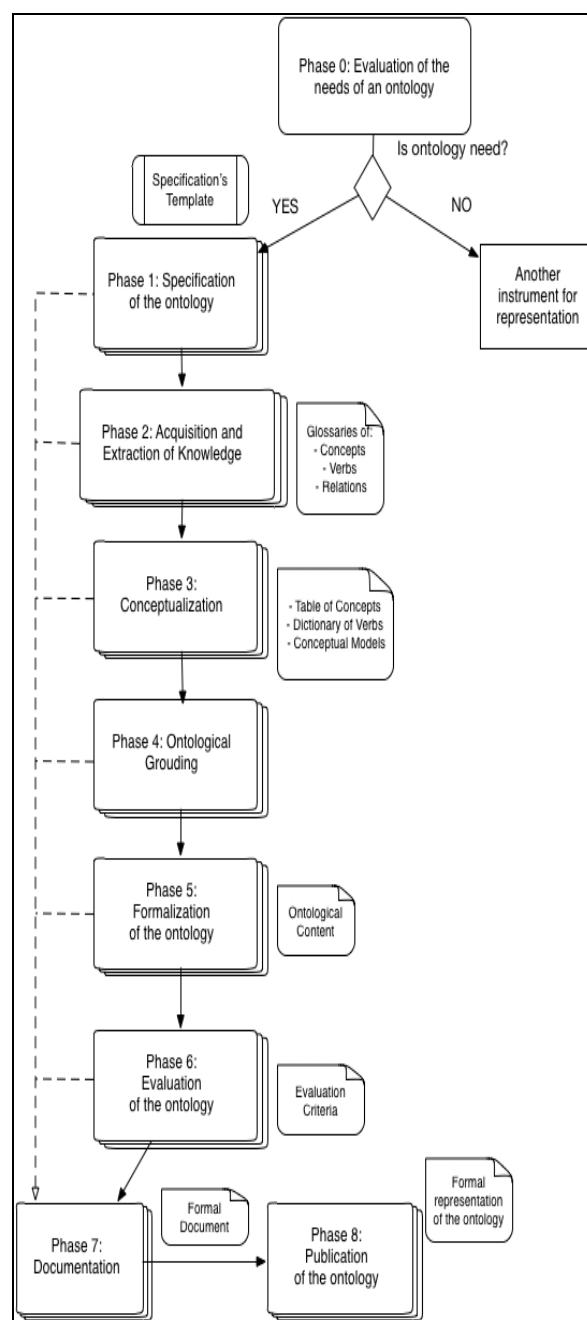 Phase 0: Evaluation of the
needs of an ontology
Is ontology need?
Specification's
Template
YES
NO
Phase 1: Specification
of the ontology
Another
instrument for
representation
Phase 2: Acquisition and
Extraction of Knowledge
Glossaries of:
- Concepts
- Verbs
- Relations
Phase 3:
Conceptualization
- Table of Concepts
- Dictionary of Verbs
- Conceptual Models
Phase 4: Ontological
Grouding
Phase 5:
Formalization
of the ontology
Ontological
Content
Phase 6:
Evaluation
of the ontology
Evaluation
Criteria
Formal
representation
of the ontology
Formal
Document
Phase 7:
Documentation
Phase 8:
Publication
of the ontology